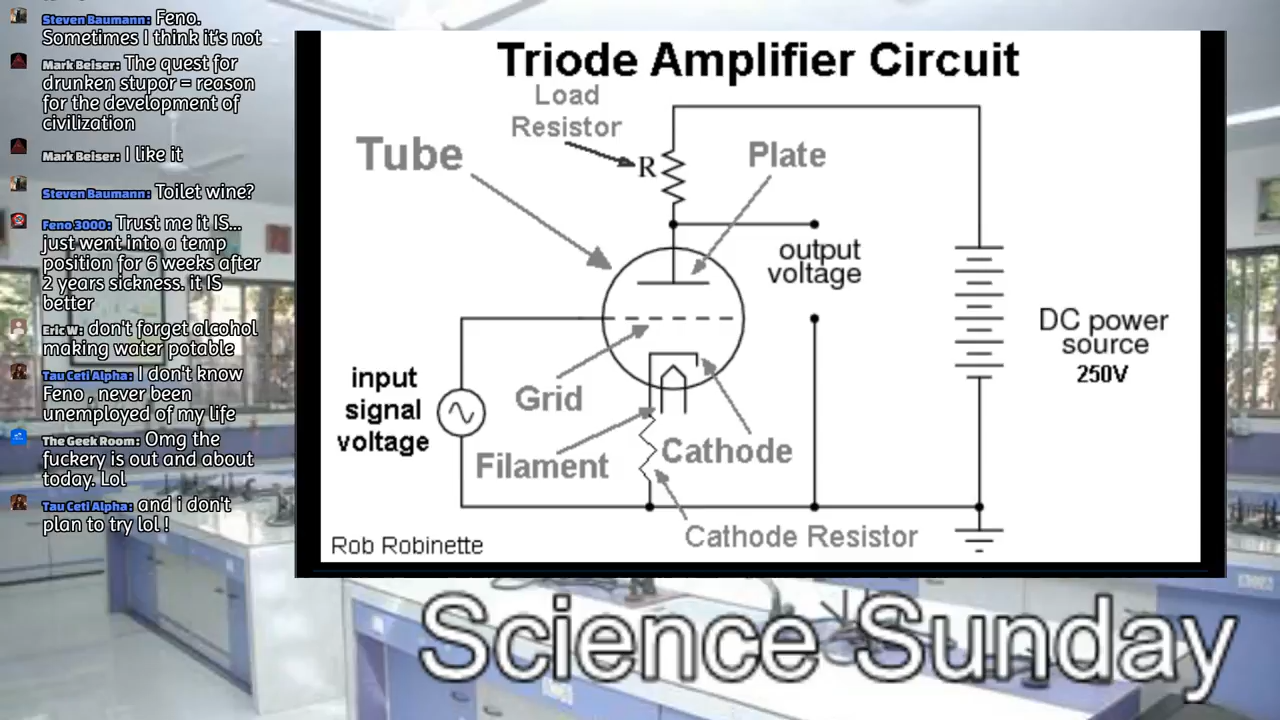 Steven Baumann: Feno.
Sometimes I think it's not
Mark Beiser: The quest for
drunken stupor = reason
for the development of
civilization
Mark Beiser: I like it
Steven Baumann: Toilet wine?
Feno 3000: Trust me it IS...
just went into a temp
position for 6 weeks after
2 years sickness. it IS
better
Eric W: don't forget alcohol
making water potable
Tau Ceti Alpha: I don't know
Feno , never been
unemployed of my life
The Geek Room: Omg the
fuckery is out and about
today. Lol
Tau Ceti Alpha: and i don't
plan to try lol !
Triode Amplifier Circuit
Load
Resistor
Tube
R
Plate
output
voltage
DC power
source
250V
input
signal
voltage
Grid
Filament
Cathode
Cathode Resistor
Rob Robinette
Science Sunday